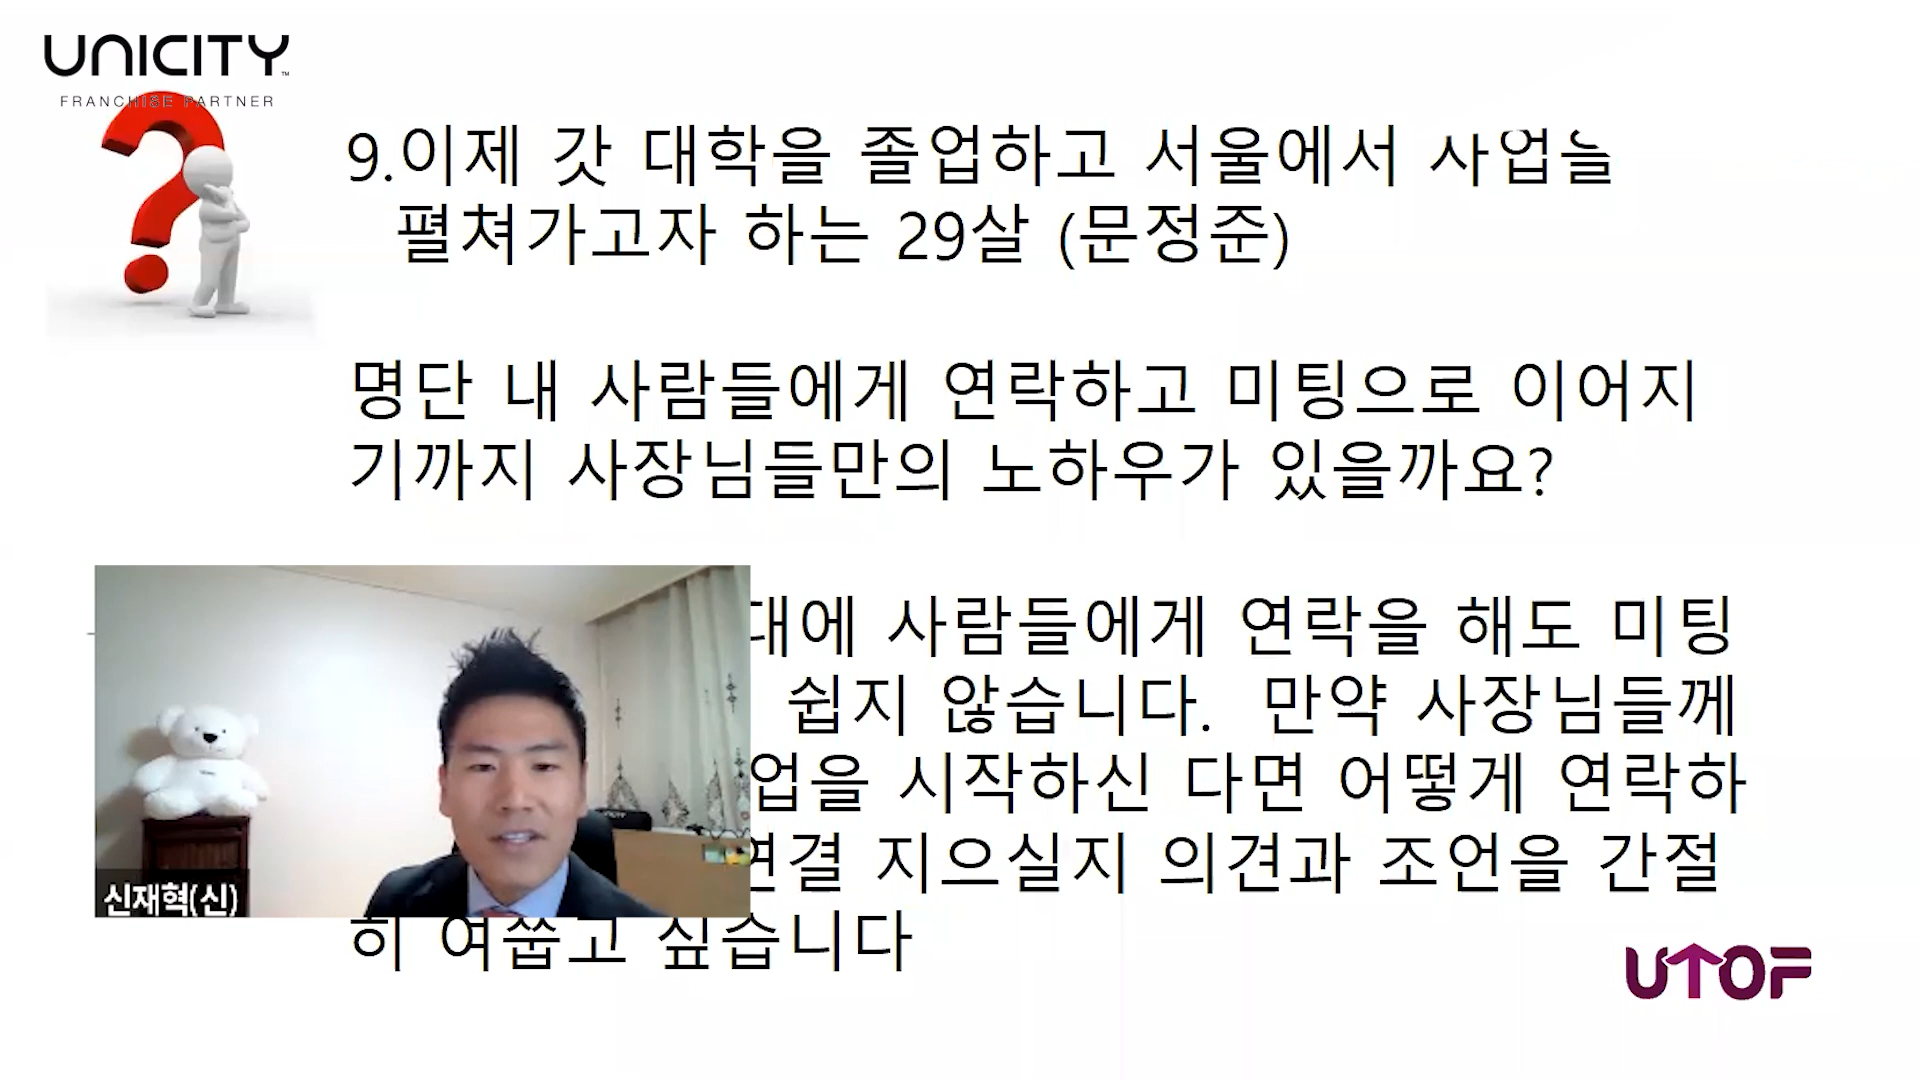 UNICITY
FRANCHISE PARTNER
9.이제 갓 대학을 졸업하고 서울에서 사업을
펼쳐가고자 하는 29살 (문정준)
명단 내 사람들에게 연락하고 미팅으로 이어지
기까지 사장님들만의 노하우가 있을까요?
대에 사람들에게 연락을 해도 미팅
쉽지 않습니다. 만약 사장님들께
업을 시작하신 다면 어떻게 연락하
연결 지으실지 의견과 조언을 간절
히 여쭙고 싶습니다
신재혁(신)
UTOF